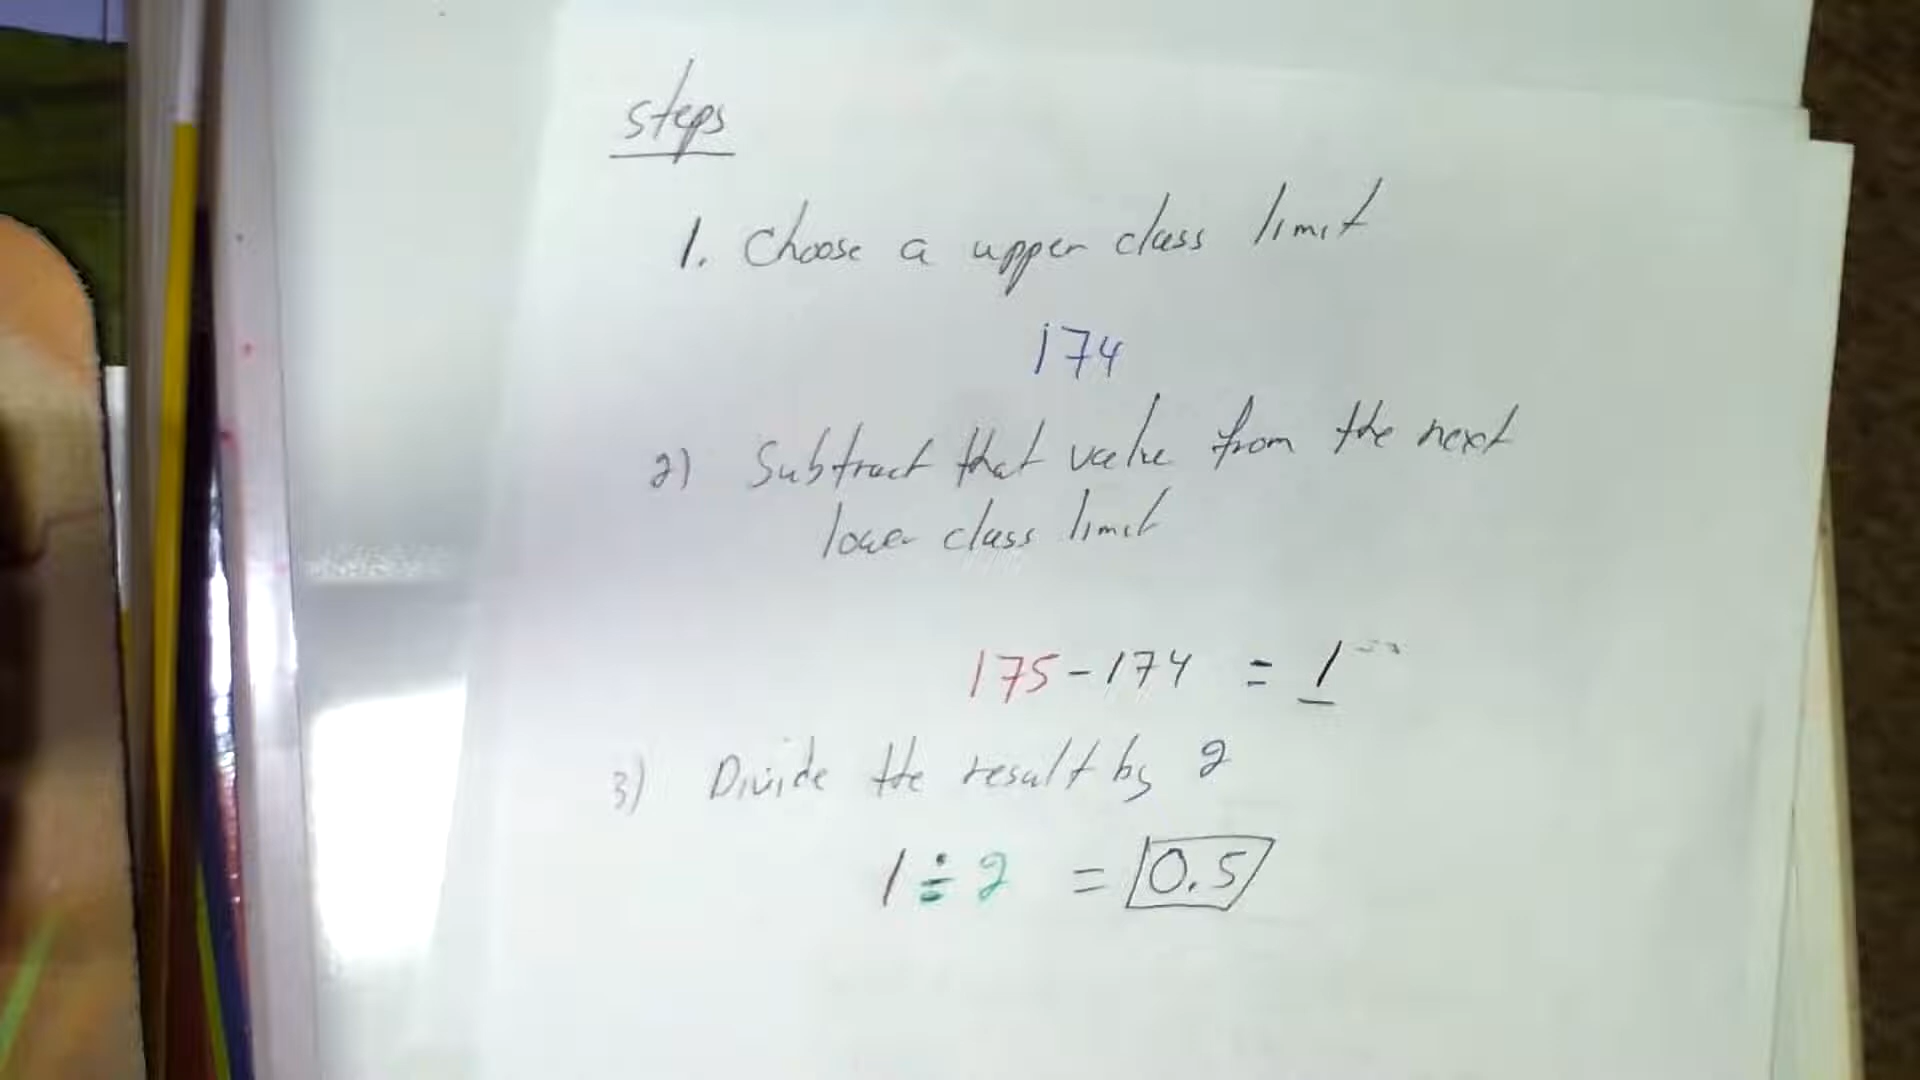 steps
1. Choose a upper class limit
174
2) Subtract that value from the next
lower class limit
175 - 174 = 1
3) Divide the result by 2
1 ÷ 2 = 0.5